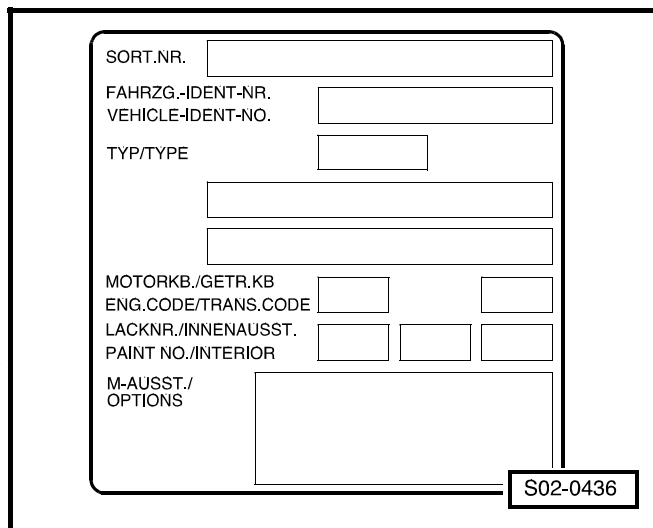 SORT.NR.
FAHRZG.-IDENT-NR.
VEHICLE-IDENT-NO.
TYP/TYPE
MOTORKB./GETR.KB
ENG.CODE/TRANS.CODE
LACKNR./INNENAUSST.
PAINT NO./INTERIOR
M-AUSST./
OPTIONS
S02-0436